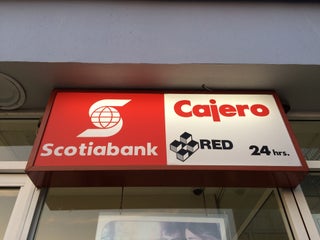 Scotiabank
Cajero
RED
24 hrs.